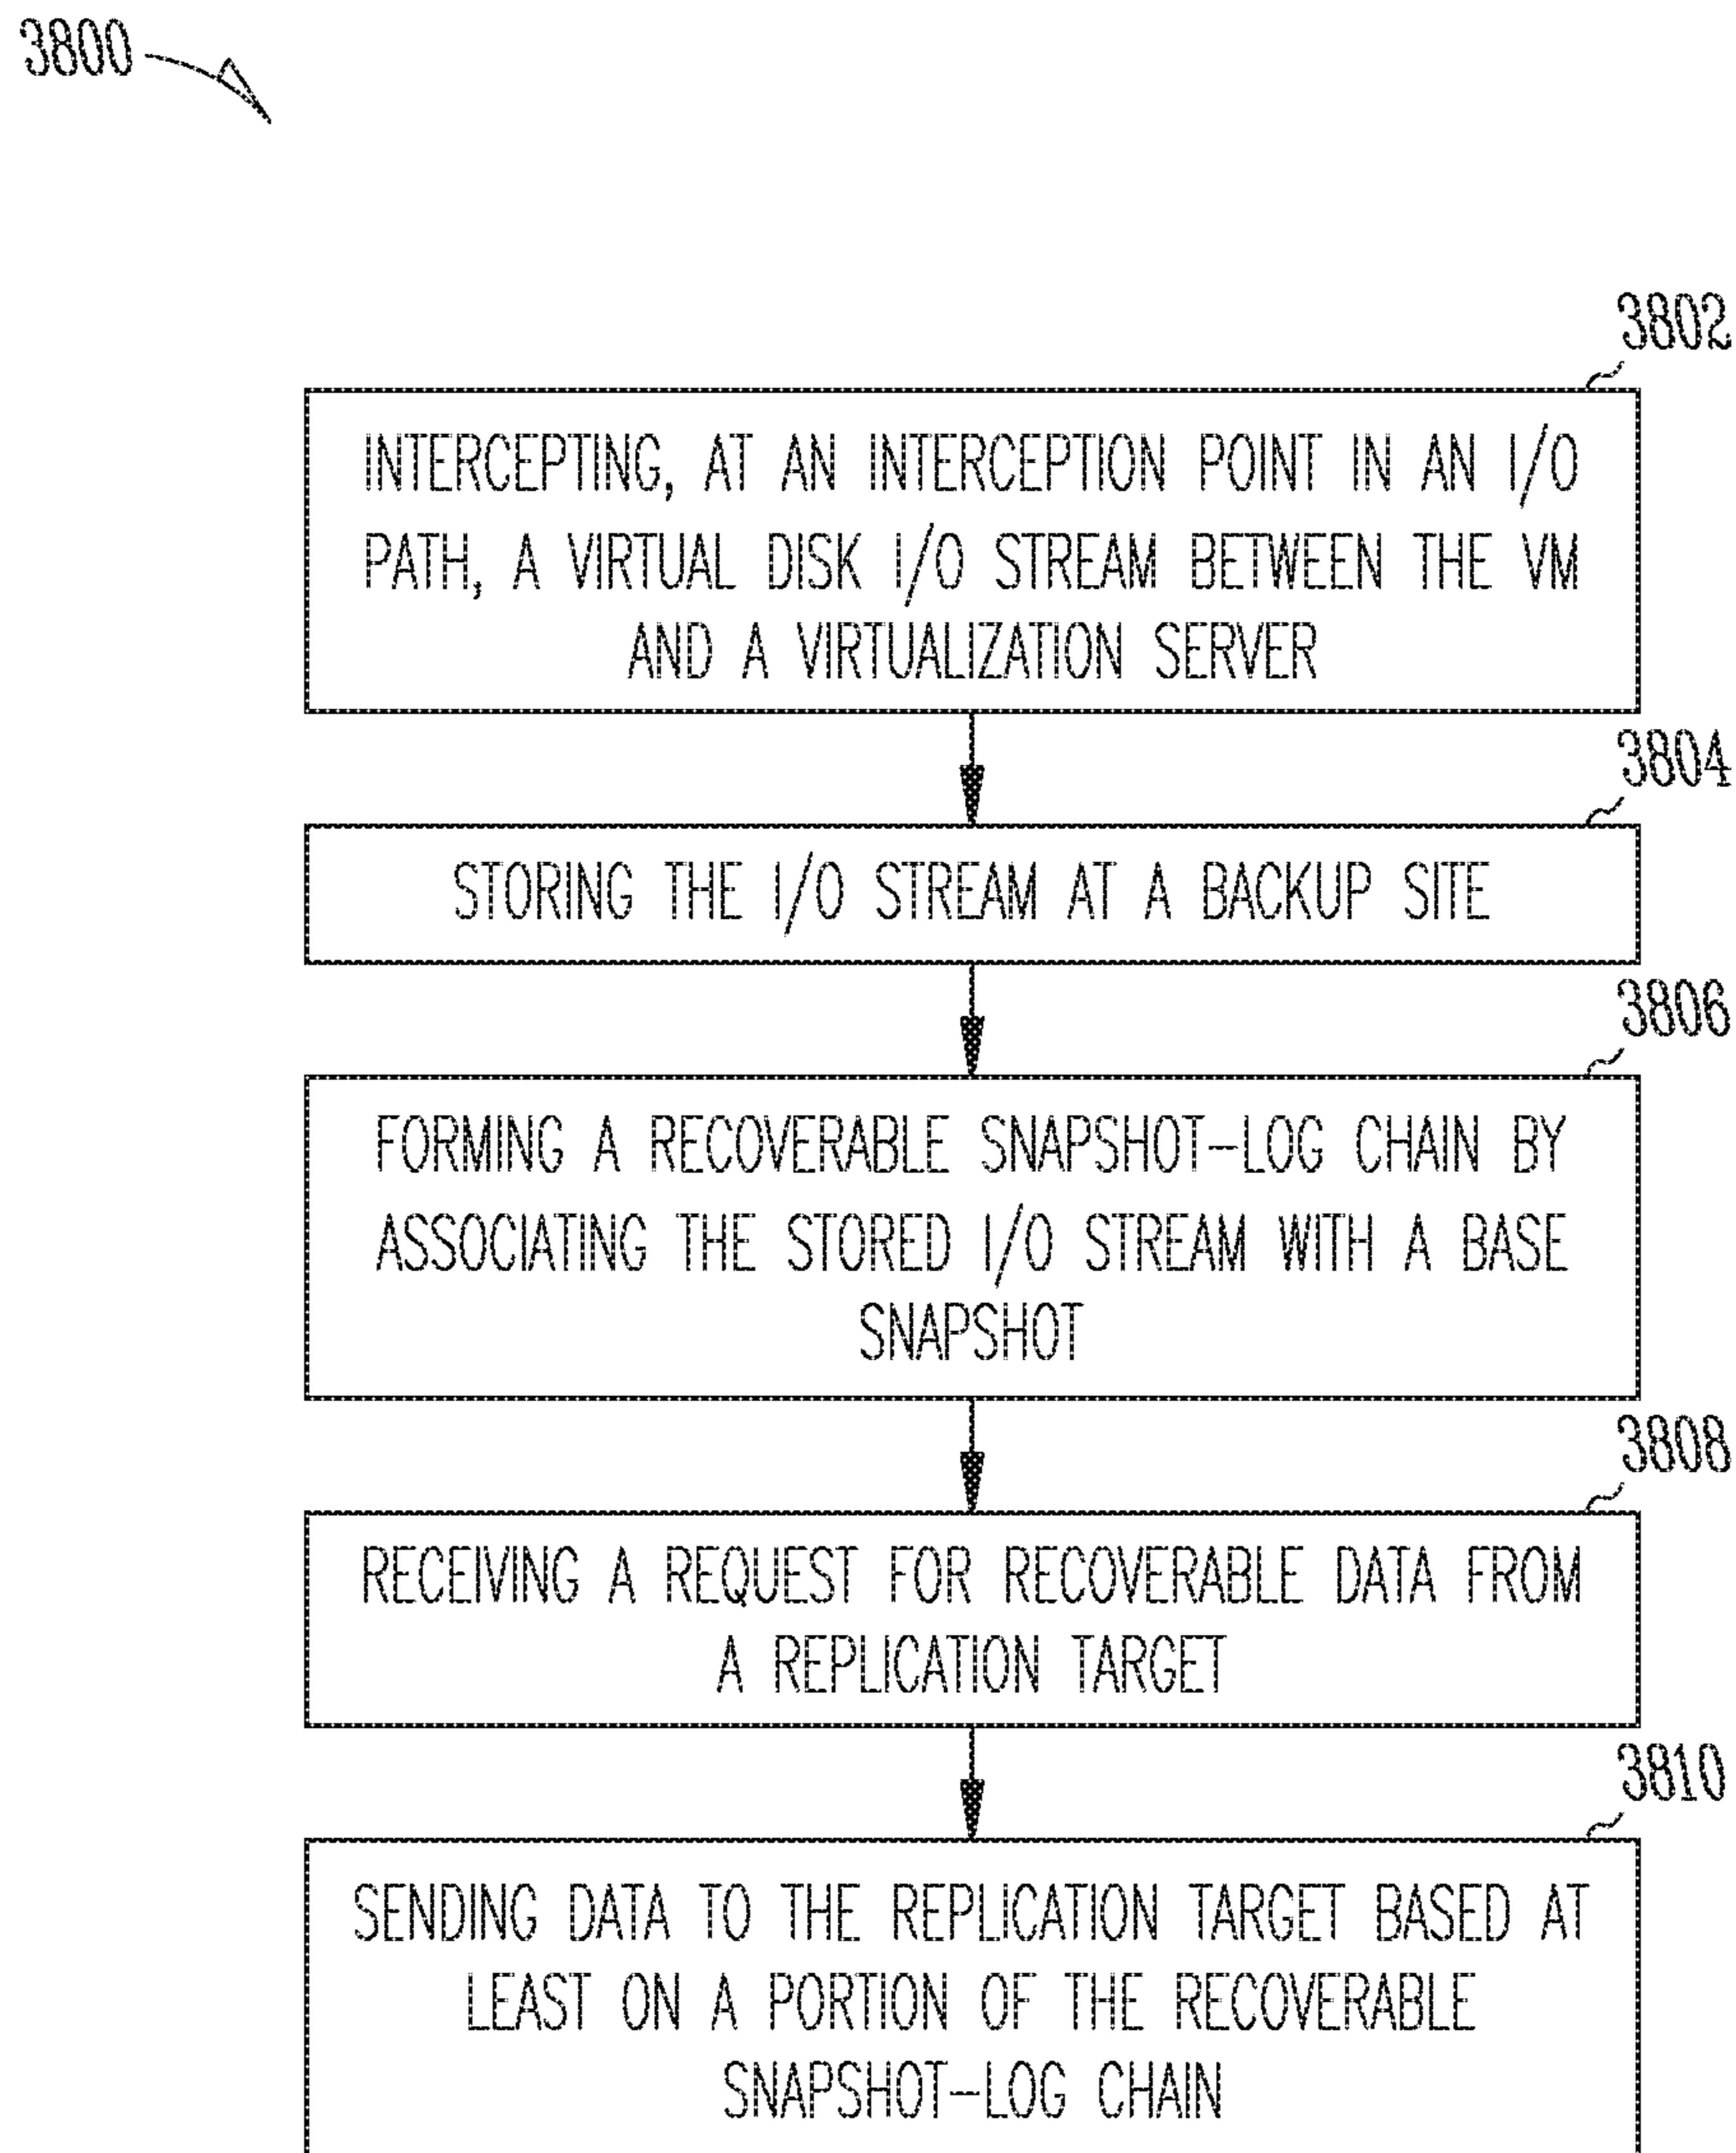 3800
3802
INTERCEPTING, AT AN INTERCEPTION POINT IN AN I/O
PATH, A VIRTUAL DISK I/O STREAM BETWEEN THE VM
AND A VIRTUALIZATION SERVER
3804
STORING THE I/O STREAM AT A BACKUP SITE
3806
FORMING A RECOVERABLE SNAPSHOT-LOG CHAIN BY
ASSOCIATING THE STORED I/O STREAM WITH A BASE
SNAPSHOT
3808
RECEIVING A REQUEST FOR RECOVERABLE DATA FROM
A REPLICATION TARGET
3810
SENDING DATA TO THE REPLICATION TARGET BASED AT
LEAST ON A PORTION OF THE RECOVERABLE
SNAPSHOT-LOG CHAIN